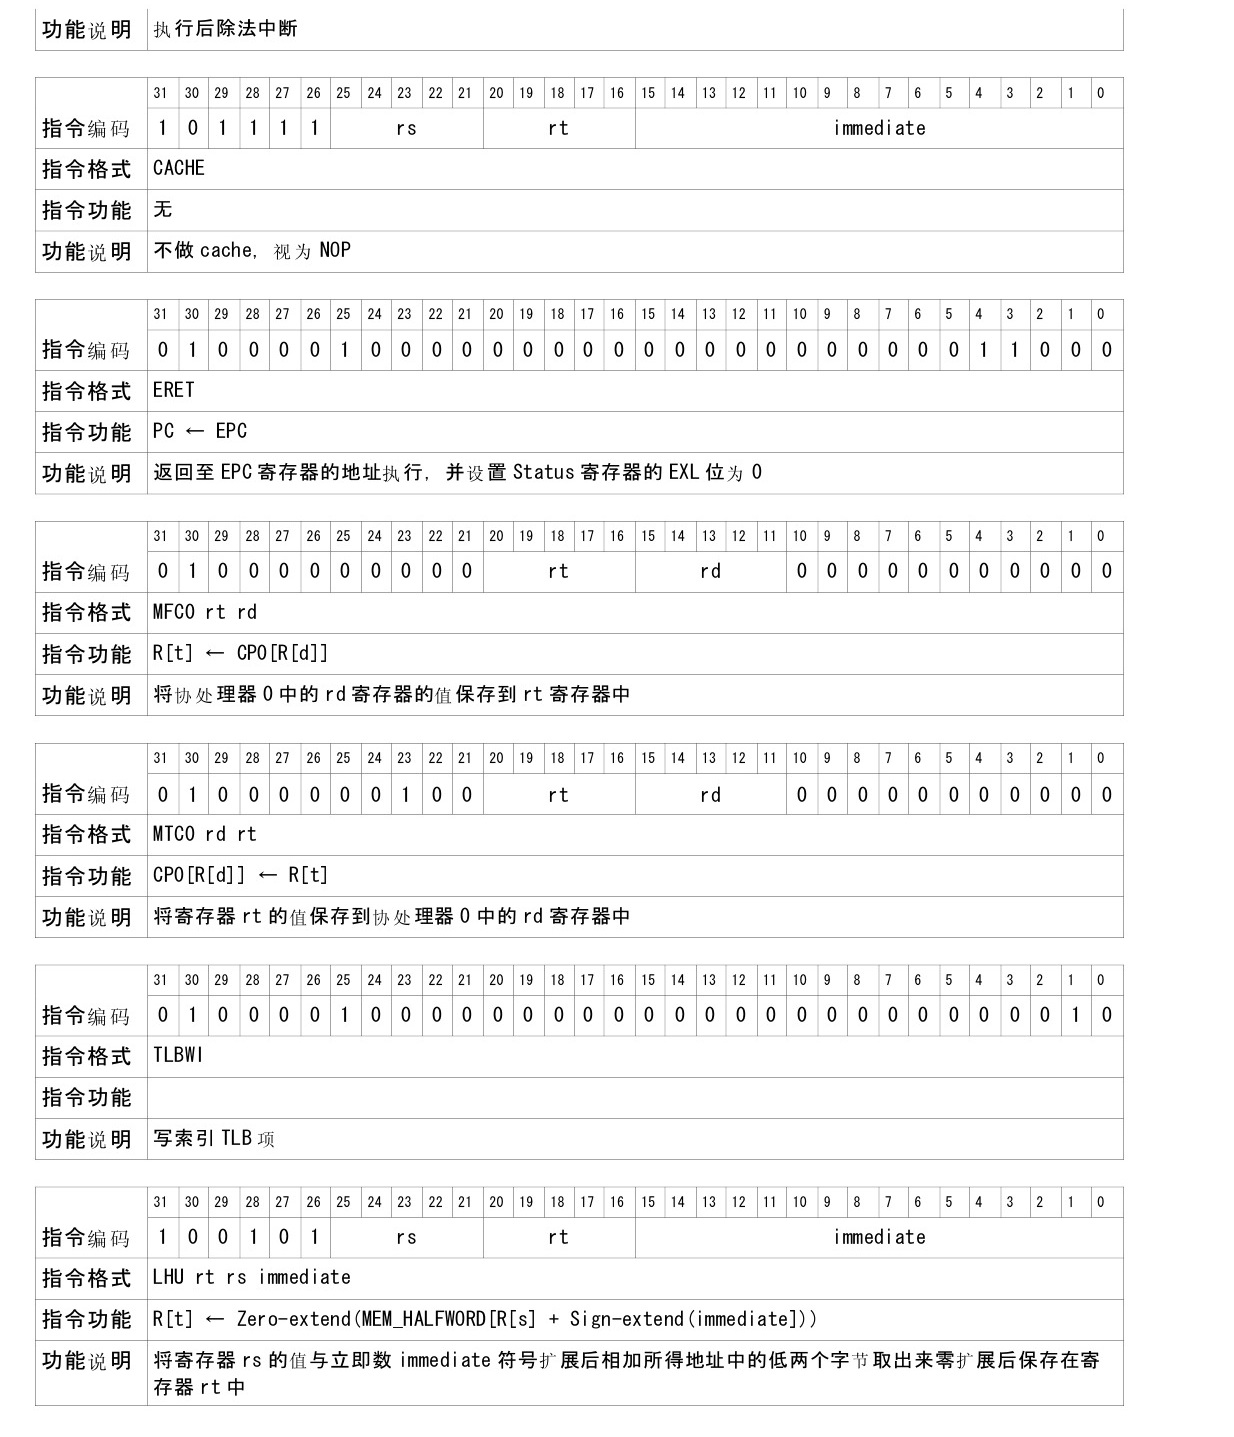 功能说明 执行后除法中断
31 30 29 28 27 26 25 24 23 22 21 20 19 18 17 16 15 14 13 12 11 10 9 8 7 6 5 4 3 2 1 0
指令编码 1 0 1 1 1 1 rs rt immediate
指令格式 CACHE
指令功能 无
功能说明 不做 cache, 视为 NOP
31 30 29 28 27 26 25 24 23 22 21 20 19 18 17 16 15 14 13 12 11 10 9 8 7 6 5 4 3 2 1 0
指令编码 0 1 0 0 0 0 1 0 0 0 0 0 0 0 0 0 0 0 0 0 0 0 0 0 0 0 0 1 1 0 0 0
指令格式 ERET
指令功能 PC ← EPC
功能说明 返回至 EPC 寄存器的地址执行, 并设置 Status 寄存器的 EXL 位为 0
31 30 29 28 27 26 25 24 23 22 21 20 19 18 17 16 15 14 13 12 11 10 9 8 7 6 5 4 3 2 1 0
指令编码 0 1 0 0 0 0 0 0 0 0 0 rt rd 0 0 0 0 0 0 0 0 0 0 0
指令格式 MFC0 rt rd
指令功能 R[t] ← CP0[R[d]]
功能说明 将协处理器 0 中的 rd 寄存器的值保存到 rt 寄存器中
31 30 29 28 27 26 25 24 23 22 21 20 19 18 17 16 15 14 13 12 11 10 9 8 7 6 5 4 3 2 1 0
指令编码 0 1 0 0 0 0 0 0 1 0 0 rt rd 0 0 0 0 0 0 0 0 0 0 0
指令格式 MTC0 rd rt
指令功能 CP0[R[d]] ← R[t]
功能说明 将寄存器 rt 的值保存到协处理器 0 中的 rd 寄存器中
31 30 29 28 27 26 25 24 23 22 21 20 19 18 17 16 15 14 13 12 11 10 9 8 7 6 5 4 3 2 1 0
指令编码 0 1 0 0 0 0 1 0 0 0 0 0 0 0 0 0 0 0 0 0 0 0 0 0 0 0 0 0 0 0 1 0
指令格式 TLBWI
指令功能
功能说明 写索引 TLB 项
31 30 29 28 27 26 25 24 23 22 21 20 19 18 17 16 15 14 13 12 11 10 9 8 7 6 5 4 3 2 1 0
指令编码 1 0 0 1 0 1 rs rt immediate
指令格式 LHU rt rs immediate
指令功能 R[t] ← Zero-extend(MEM_HALFWORD[R[s] + Sign-extend(immediate]))
功能说明 将寄存器 rs 的值与立即数 immediate 符号扩展后相加所得地址中的低两个字节取出来零扩展后保存在寄
存器 rt 中